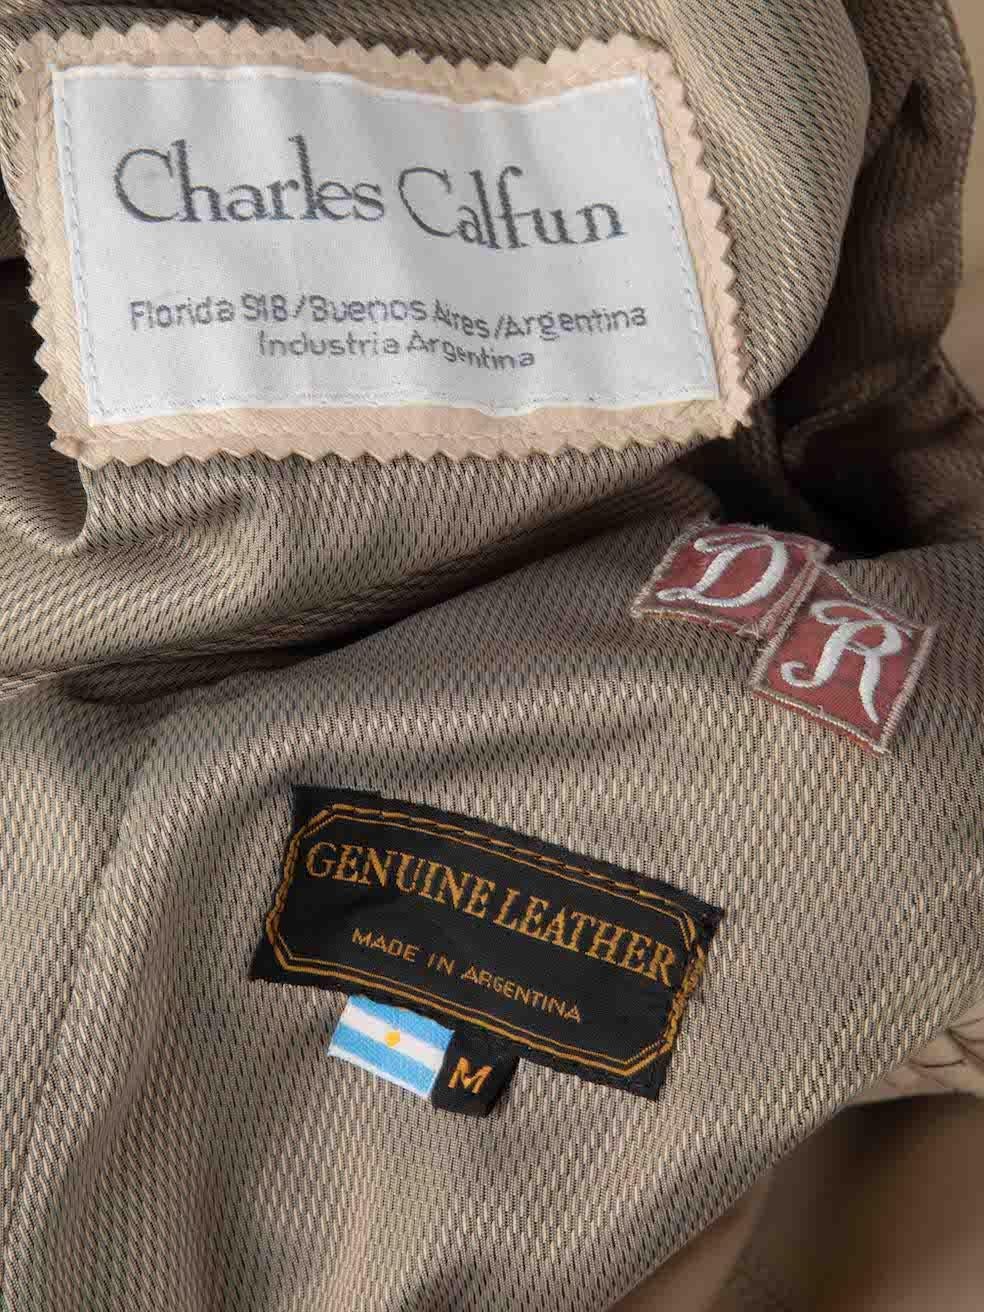 Charles Calfun
Florida 918/Buenos Aires/Argentina
Industria Argentina
D
R
GENUINE LEATHER
MADE IN ARGENTINA
M